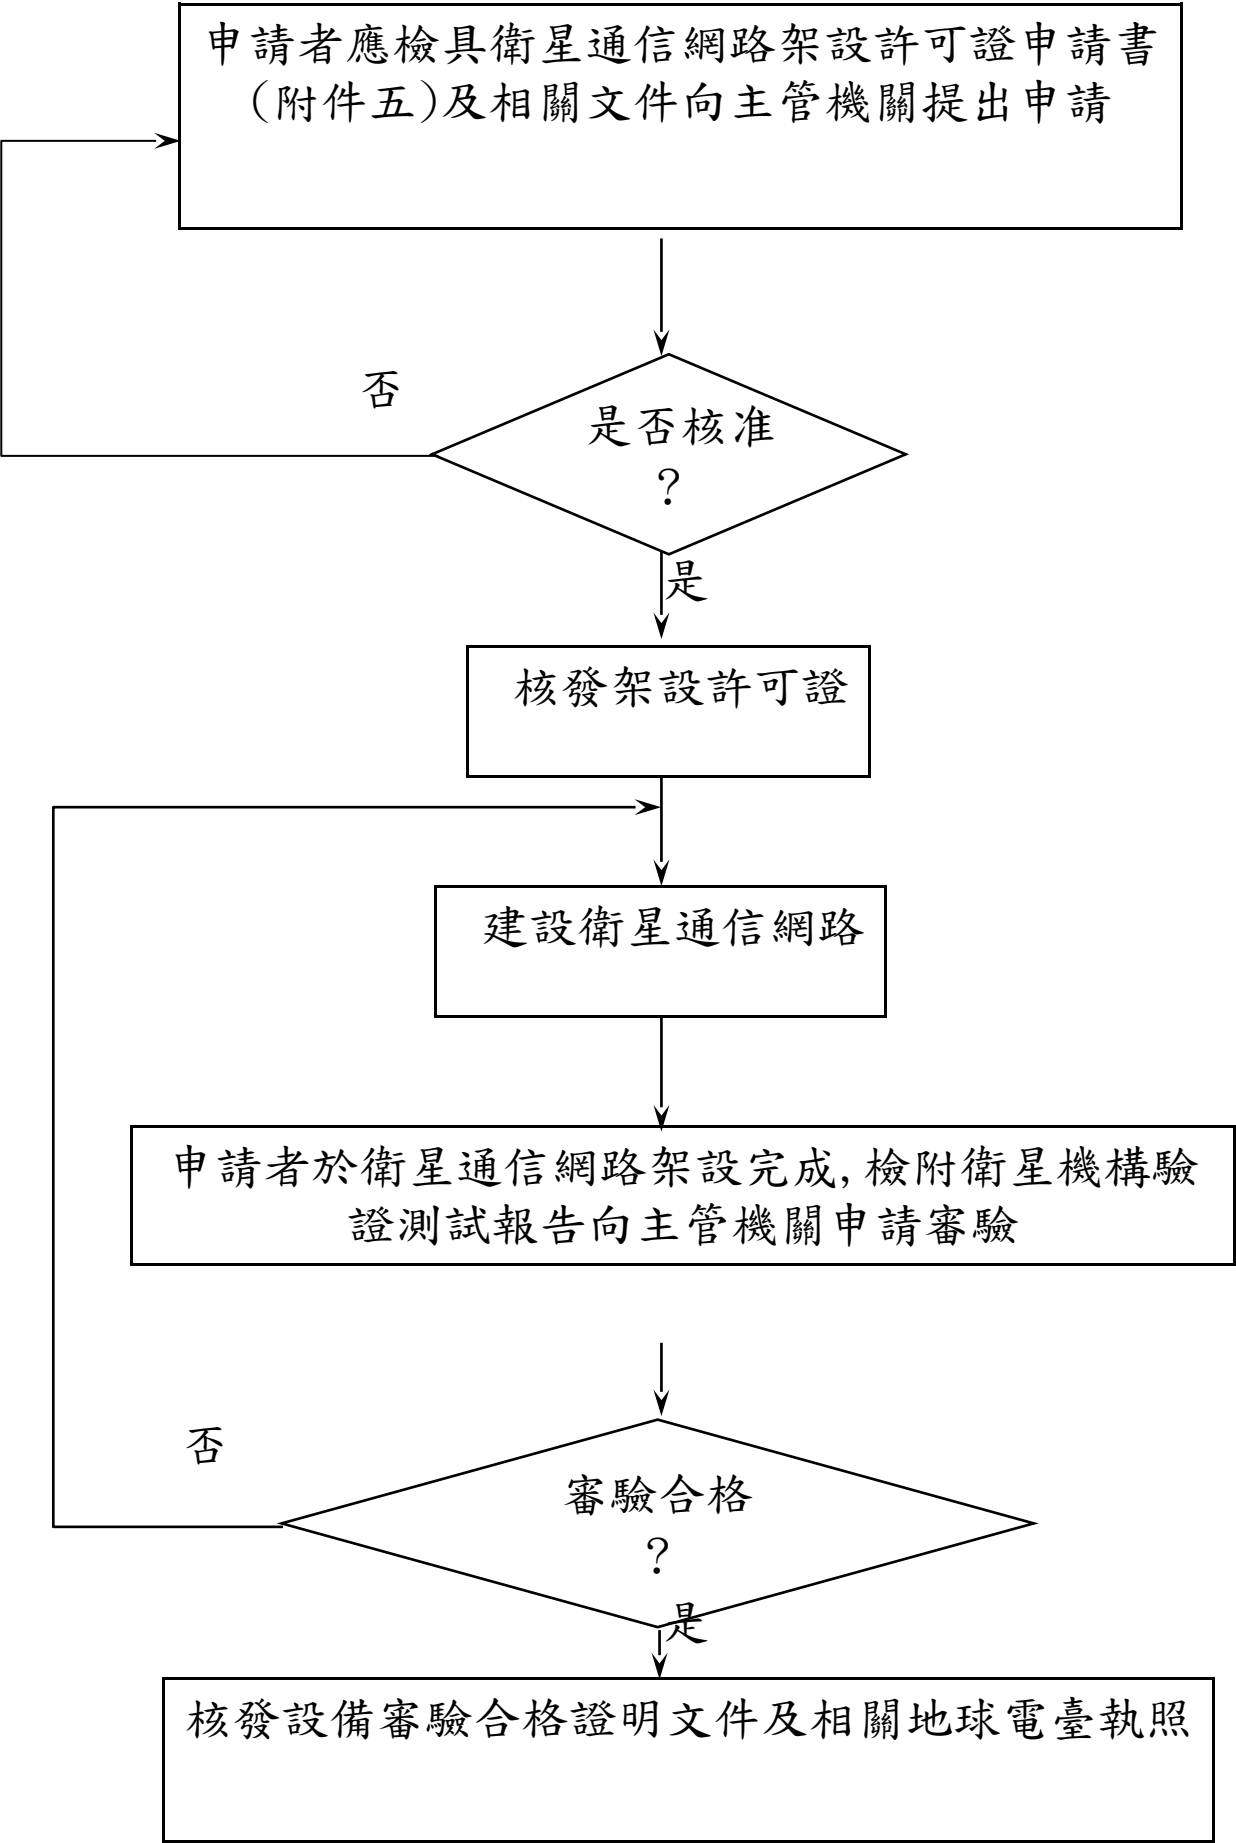 申請者應檢具衛星通信網路架設許可證申請書
(附件五)及相關文件向主管機關提出申請
否
是否核准
？
是
核發架設許可證
建設衛星通信網路
申請者於衛星通信網路架設完成,檢附衛星機構驗
證測試報告向主管機關申請審驗
否
審驗合格
？
是
核發設備審驗合格證明文件及相關地球電臺執照